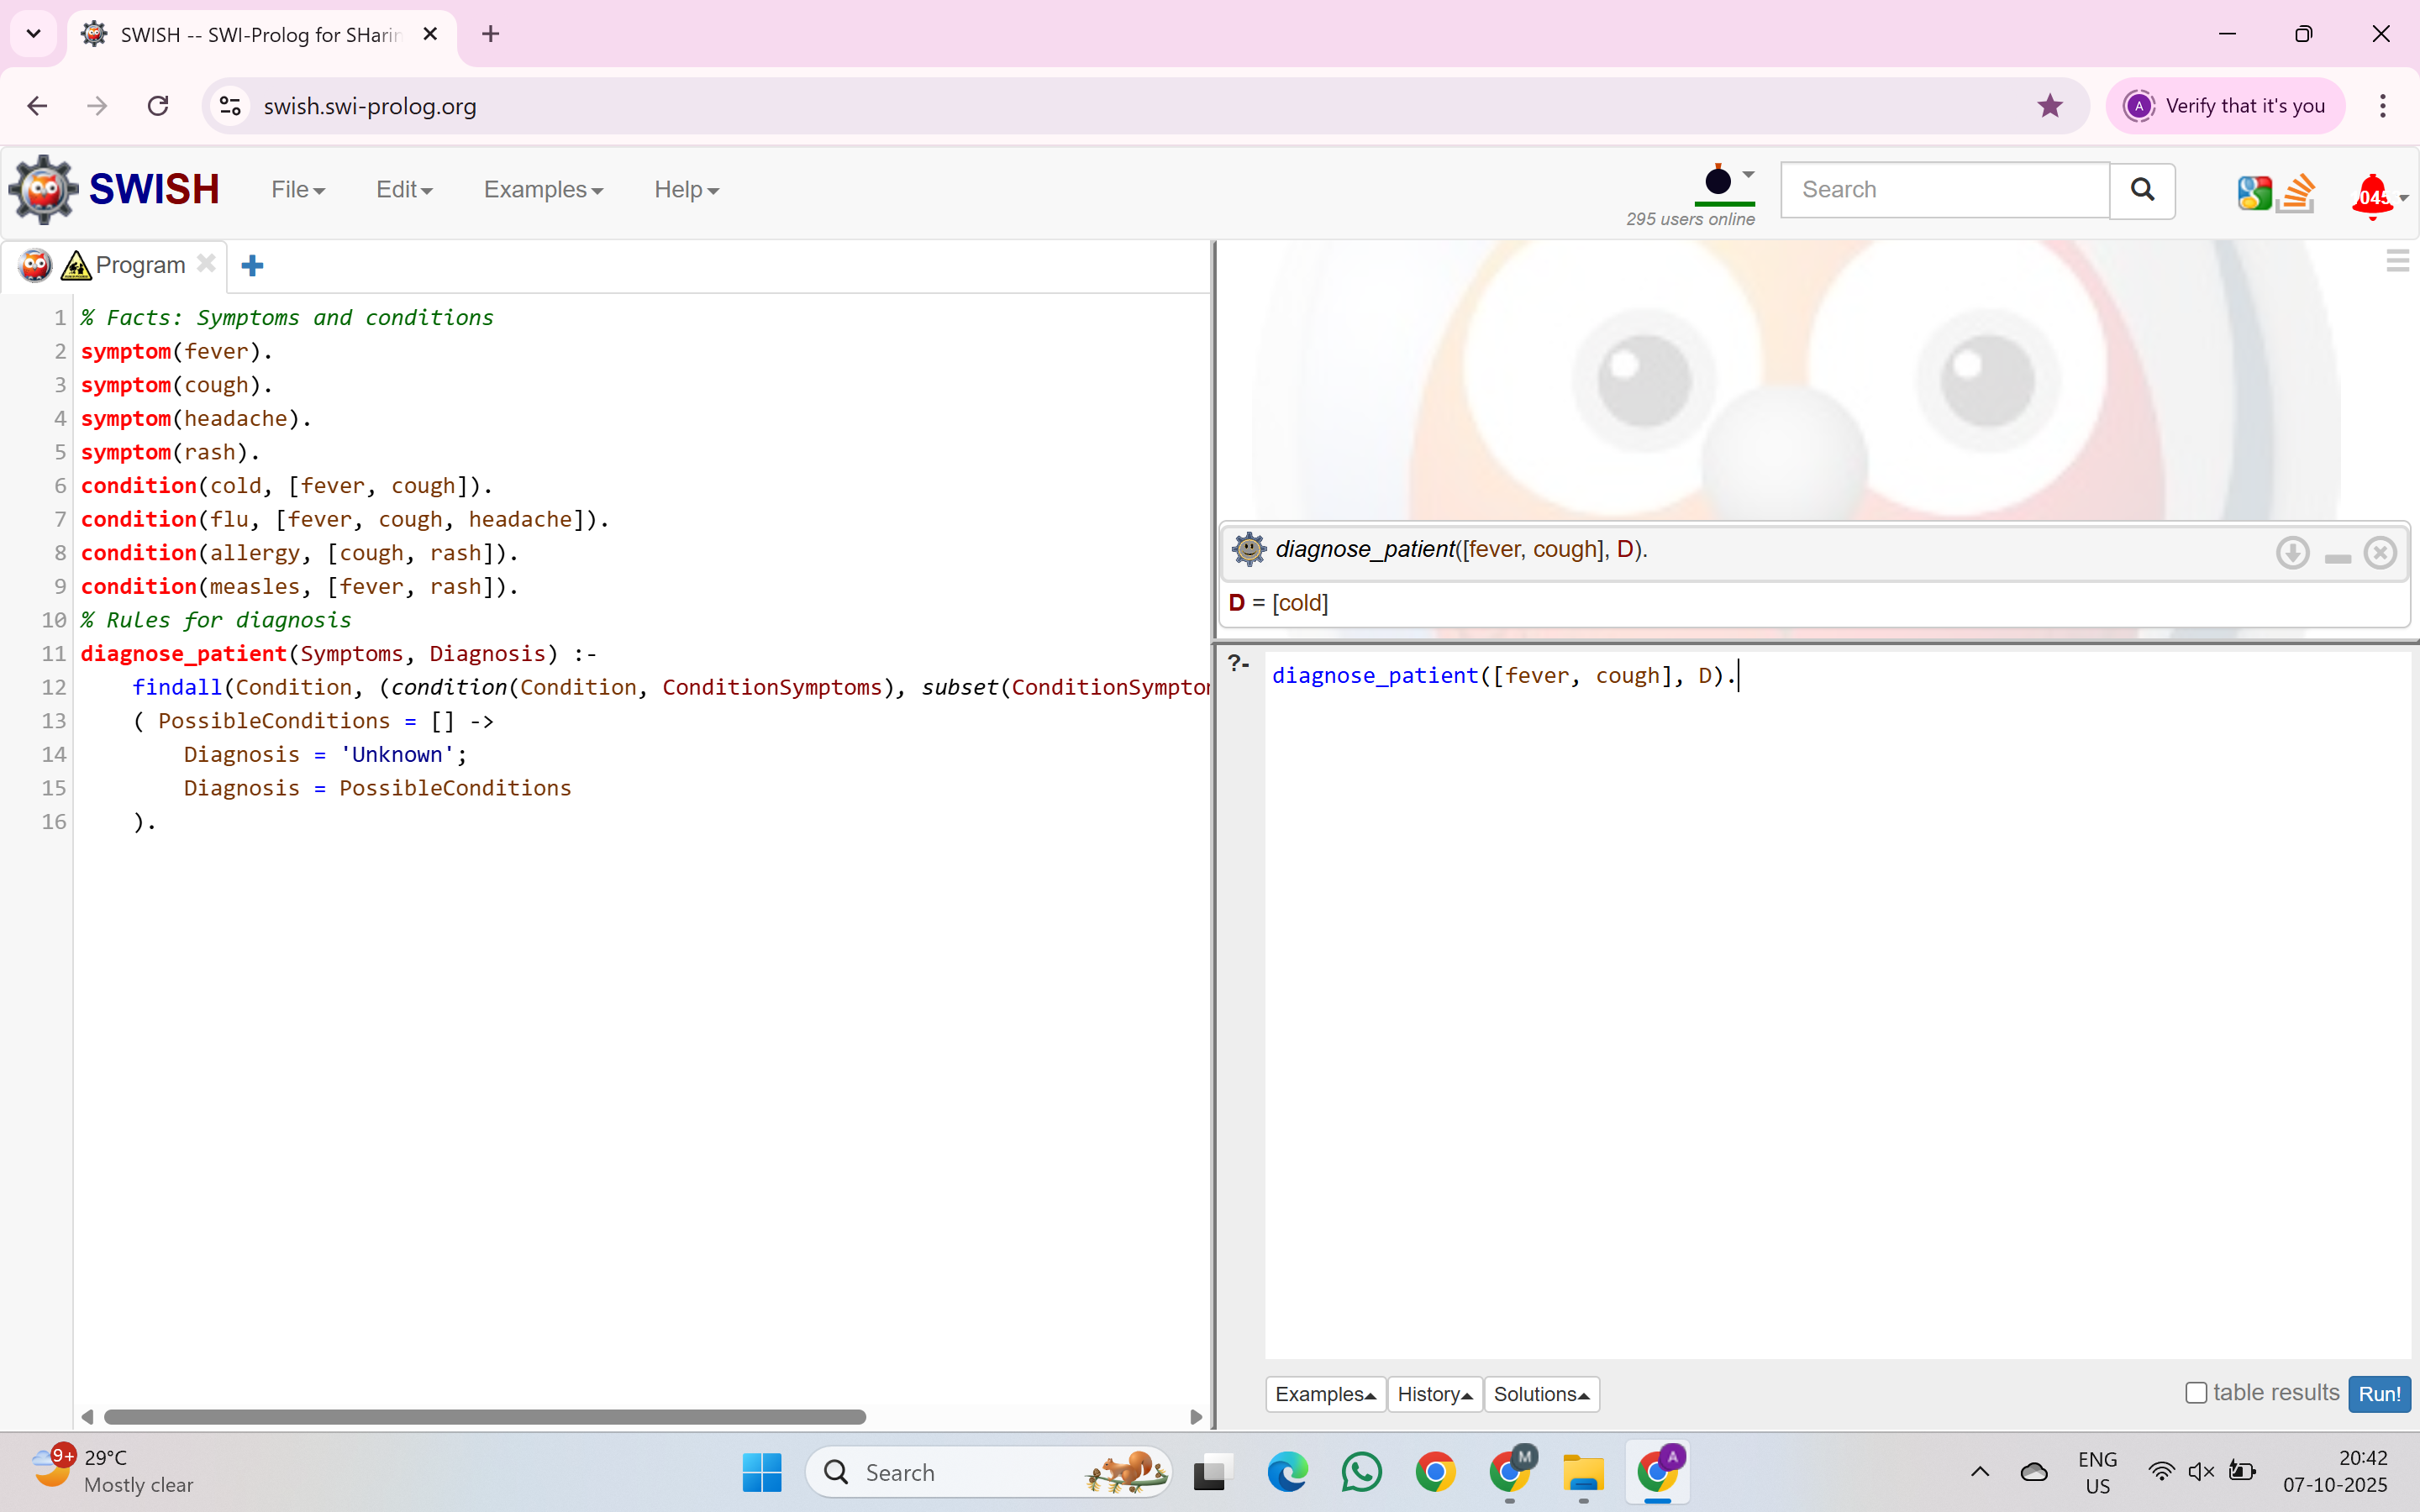 SWISH -- SWI-Prolog for SHarin
swish.swi-prolog.org
A Verify that it's you
SWISH File Edit Examples Help
295 users online
Search
Program
1 % Facts: Symptoms and conditions
2 symptom(fever).
3 symptom(cough).
4 symptom(headache).
5 symptom(rash).
6 condition(cold, [fever, cough]).
7 condition(flu, [fever, cough, headache]).
8 condition(allergy, [cough, rash]).
9 condition(measles, [fever, rash]).
10 % Rules for diagnosis
11 diagnose_patient(Symptoms, Diagnosis) :-
12 findall(Condition, (condition(Condition, ConditionSymptoms), subset(ConditionSympto
13 ( PossibleConditions = [] ->
14 Diagnosis = 'Unknown';
15 Diagnosis = PossibleConditions
16 ).
diagnose_patient([fever, cough], D).
D = [cold]
?- diagnose_patient([fever, cough], D).
Examples History Solutions
table results Run!
9+
29°C
Mostly clear
Search
M
A
ENG
US
20:42
07-10-2025